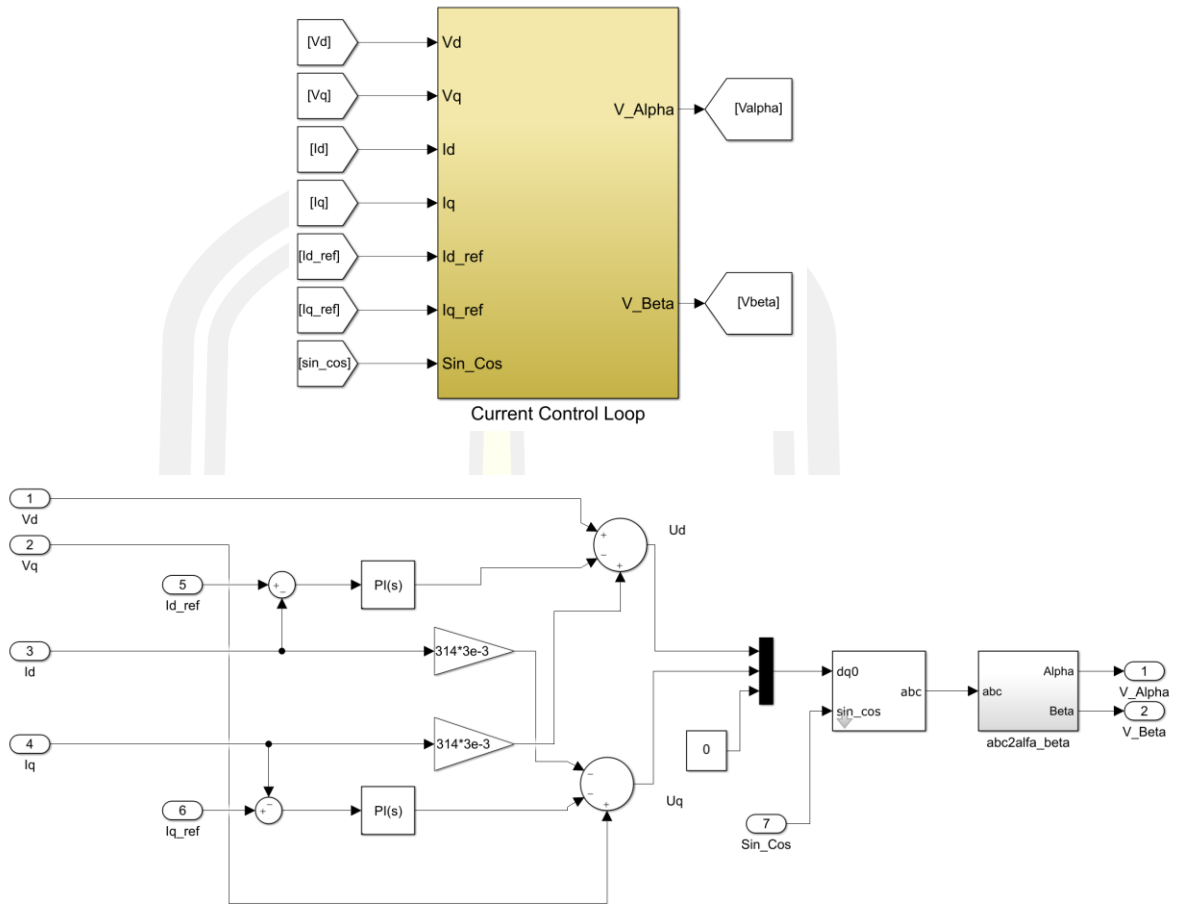 [Vd]
Vd
[Vq]
Vq
V_Alpha
[Valpha]
[Id]
Id
[Iq]
Iq
[Id_ref]
Id_ref
[Iq_ref]
Iq_ref
V_Beta
[Vbeta]
[sin_cos]
Sin_Cos
Current Control Loop
1
Vd
2
Vq
+
−
+
Ud
5
Id_ref
+
−
PI(s)
3
Id
314*3e-3
4
Iq
314*3e-3
−
−
+
Uq
6
Iq_ref
−
+
PI(s)
0
7
Sin_Cos
dq0
sin_cos
abc
abc
Alpha
Beta
abc2alfa_beta
1
V_Alpha
2
V_Beta